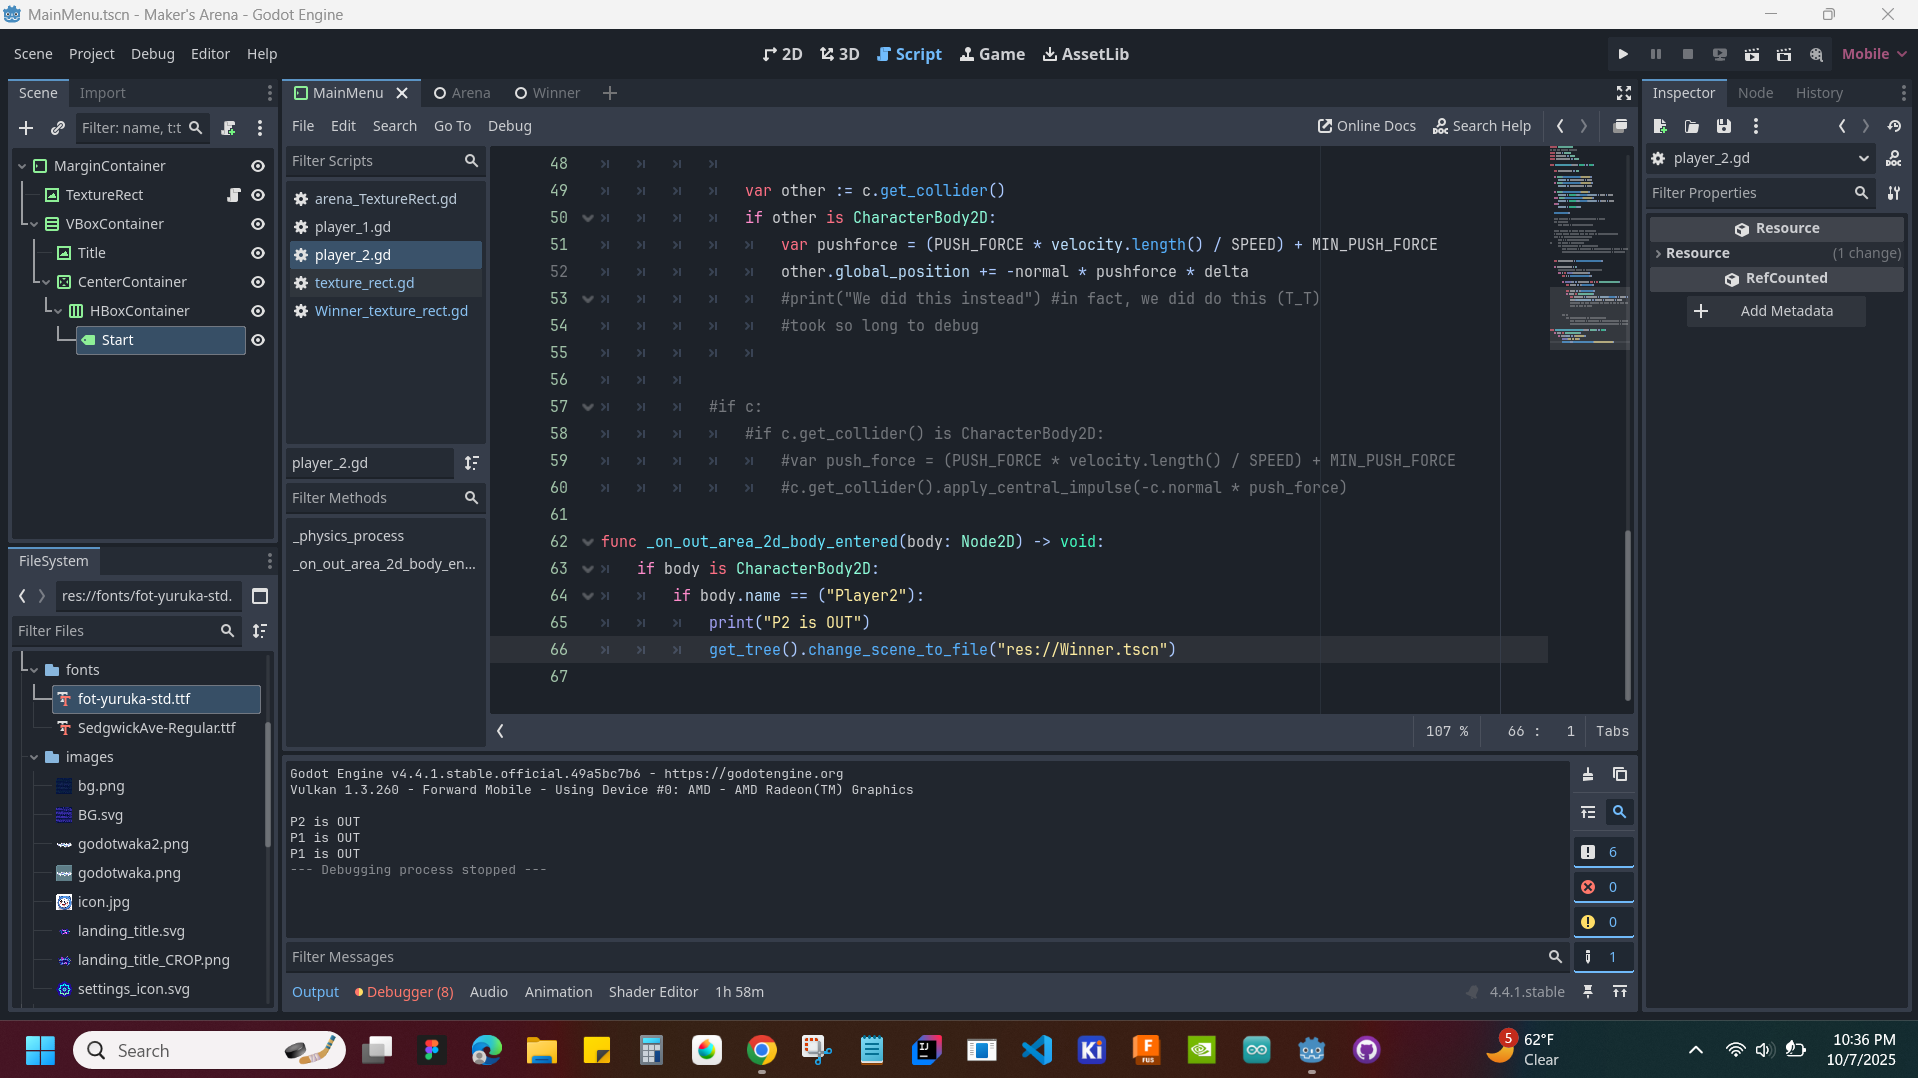 MainMenu.tscn - Maker's Arena - Godot Engine
Scene Project Debug Editor Help
2D 3D Script Game AssetLib
Mobile
Scene Import
Filter: name, t:t
MarginContainer
TextureRect
VBoxContainer
Title
CenterContainer
HBoxContainer
Start
FileSystem
res://fonts/fot-yuruka-std.
Filter Files
fonts
fot-yuruka-std.ttf
SedgwickAve-Regular.ttf
images
bg.png
BG.svg
godotwaka2.png
godotwaka.png
icon.jpg
landing_title.svg
landing_title_CROP.png
settings_icon.svg
MainMenu Arena Winner
File Edit Search Go To Debug
Online Docs Search Help
Filter Scripts
arena_TextureRect.gd
player_1.gd
player_2.gd
texture_rect.gd
Winner_texture_rect.gd
player_2.gd
Filter Methods
_physics_process
_on_out_area_2d_body_en...
48
49 var other := c.get_collider()
50 if other is CharacterBody2D:
51 var pushforce = (PUSH_FORCE * velocity.length() / SPEED) + MIN_PUSH_FORCE
52 other.global_position += -normal * pushforce * delta
53 #print("We did this instead") #in fact, we did do this (T_T)
54 #took so long to debug
55
56
57 #if c:
58 #if c.get_collider() is CharacterBody2D:
59 #var push_force = (PUSH_FORCE * velocity.length() / SPEED) + MIN_PUSH_FORCE
60 #c.get_collider().apply_central_impulse(-c.normal * push_force)
61
62 func _on_out_area_2d_body_entered(body: Node2D) -> void:
63 if body is CharacterBody2D:
64 if body.name == ("Player2"):
65 print("P2 is OUT")
66 get_tree().change_scene_to_file("res://Winner.tscn")
67
107 % 66 : 1 Tabs
Godot Engine v4.4.1.stable.official.49a5bc7b6 - https://godotengine.org
Vulkan 1.3.260 - Forward Mobile - Using Device #0: AMD - AMD Radeon(TM) Graphics
P2 is OUT
P1 is OUT
P1 is OUT
--- Debugging process stopped ---
6
0
0
1
Filter Messages
Output Debugger (8) Audio Animation Shader Editor 1h 58m
4.4.1.stable
Inspector Node History
player_2.gd
Filter Properties
Resource
Resource (1 change)
RefCounted
Add Metadata
Search
5
62°F
Clear
10:36 PM
10/7/2025